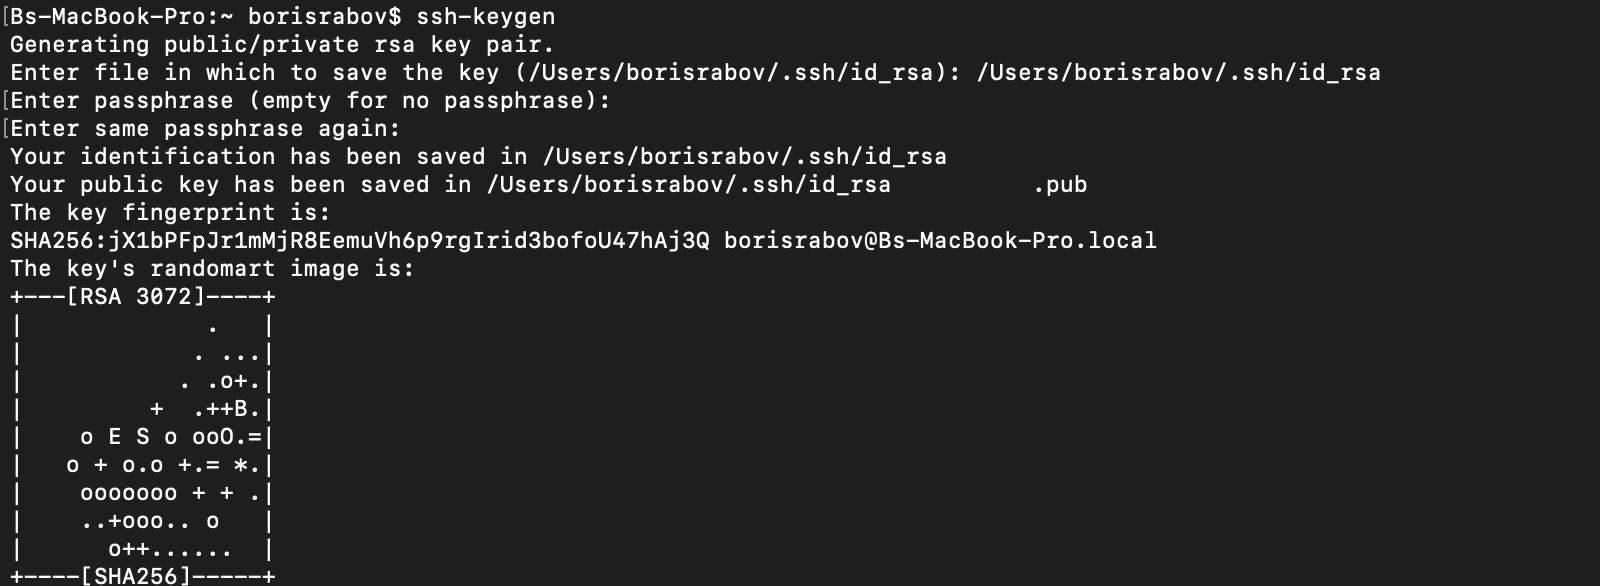 [Bs-MacBook-Pro:~ borisrabov$ ssh-keygen
Generating public/private rsa key pair.
Enter file in which to save the key (/Users/borisrabov/.ssh/id_rsa): /Users/borisrabov/.ssh/id_rsa
[Enter passphrase (empty for no passphrase):
[Enter same passphrase again:
Your identification has been saved in /Users/borisrabov/.ssh/id_rsa
Your public key has been saved in /Users/borisrabov/.ssh/id_rsa          .pub
The key fingerprint is:
SHA256:jX1bPFpJr1mMjR8EemuVh6p9rgIrid3bofoU47hAj3Q borisrabov@Bs-MacBook-Pro.local
The key's randomart image is:
+---[RSA 3072]----+
|             .   |
|            . ...|
|           . .o+.|
|         +  .++B.|
|    o E S o ooO.=|
|   o + o.o +.= *.|
|    ooooooo + + .|
|    ..+ooo.. o   |
|      o++......  |
+----[SHA256]-----+